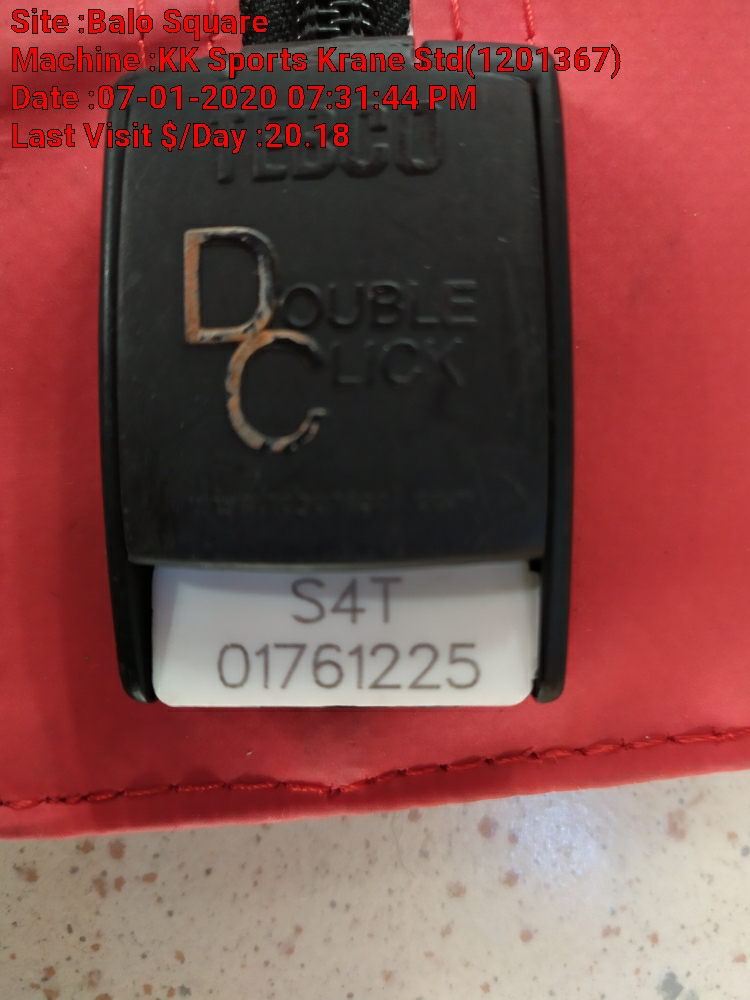 Site :Balo Square
Machine :KK Sports Krane Std(1201367)
Date :07-01-2020 07:31:44 PM
Last Visit $/Day :20.18
TEDCO
DOUBLE
CLICK
S4T
01761225